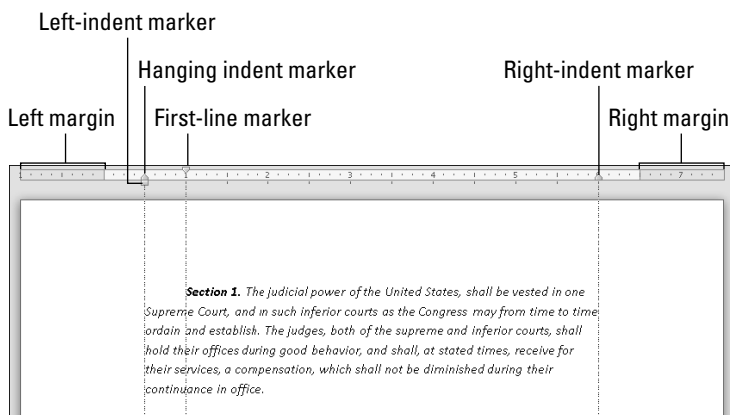 Left-indent marker
Hanging indent marker
Right-indent marker
Left margin
First-line marker
Right margin
1 2 3 4 5 7
Section 1. The judicial power of the United States, shall be vested in one
Supreme Court, and in such inferior courts as the Congress may from time to time
ordain and establish. The judges, both of the supreme and inferior courts, shall
hold their offices during good behavior, and shall, at stated times, receive for
their services, a compensation, which shall not be diminished during their
continuance in office.